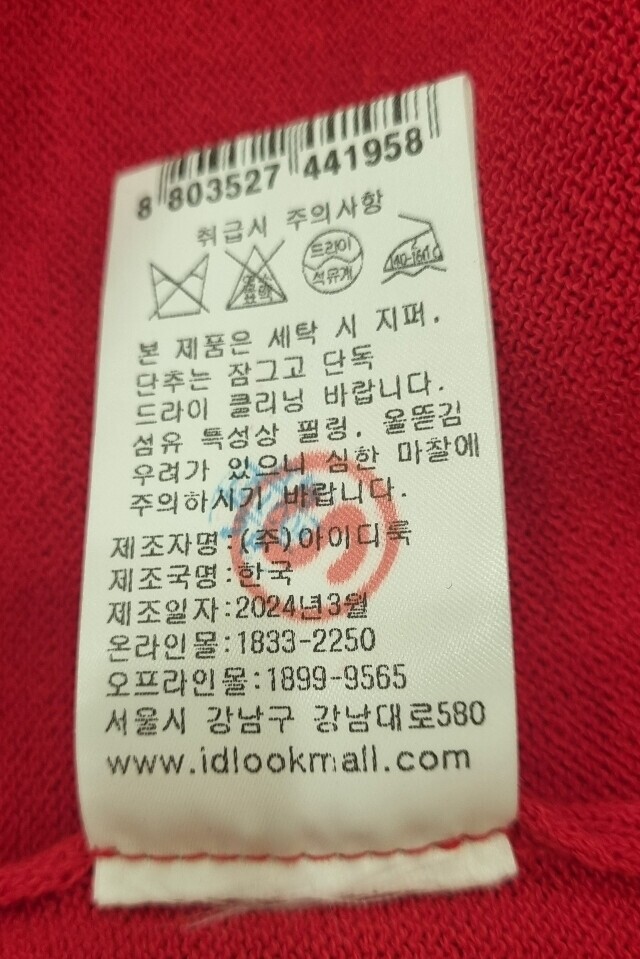 8 803527 441958
취급시 주의사항
드라이
석유계
염소
표백
140-160℃
본 제품은 세탁 시 지퍼.
단추는 잠그고 단독
드라이 클리닝 바랍니다.
섬유 특성상 필링. 올뜯김
우려가 있으니 심한 마찰에
주의하시기 바랍니다.
제조자명:(주)아이디룩
제조국명:한국
제조일자:2024년3월
온라인몰:1833-2250
오프라인몰:1899-9565
서울시 강남구 강남대로580
www.idlookmall.com